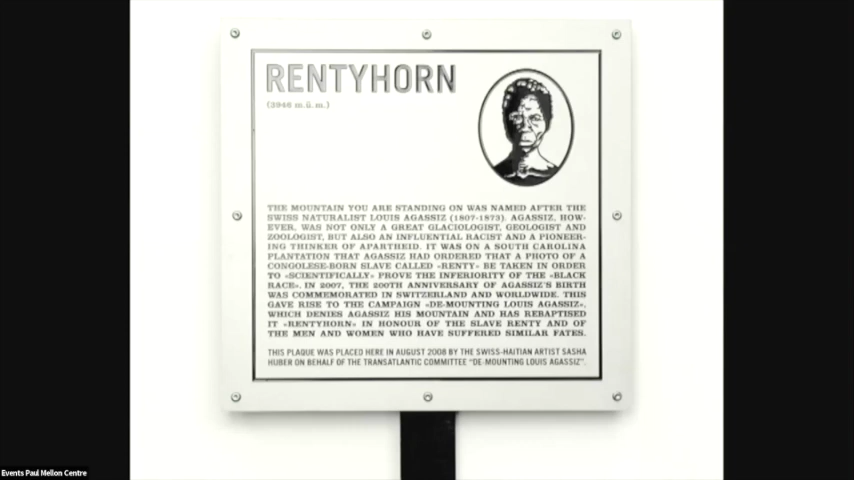 RENTYHORN
(3946 m.ü.m.)
THE MOUNTAIN YOU ARE STANDING ON WAS NAMED AFTER THE
SWISS NATURALIST LOUIS AGASSIZ (1807-1873). AGASSIZ, HOW-
EVER, WAS NOT ONLY A GREAT GLACIOLOGIST, GEOLOGIST AND
ZOOLOGIST, BUT ALSO AN INFLUENTIAL RACIST AND A PIONEER-
ING THINKER OF APARTHEID. IT WAS ON A SOUTH CAROLINA
PLANTATION THAT AGASSIZ HAD ORDERED THAT A PHOTO OF A
CONGOLESE-BORN SLAVE CALLED «RENTY» BE TAKEN IN ORDER
TO «SCIENTIFICALLY» PROVE THE INFERIORITY OF THE «BLACK
RACE». IN 2007, THE 200TH ANNIVERSARY OF AGASSIZ'S BIRTH
WAS COMMEMORATED IN SWITZERLAND AND WORLDWIDE. THIS
GAVE RISE TO THE CAMPAIGN «DE-MOUNTING LOUIS AGASSIZ»,
WHICH DENIES AGASSIZ HIS MOUNTAIN AND HAS REBAPTISED
IT «RENTYHORN» IN HONOUR OF THE SLAVE RENTY AND OF
THE MEN AND WOMEN WHO HAVE SUFFERED SIMILAR FATES.
THIS PLAQUE WAS PLACED HERE IN AUGUST 2008 BY THE SWISS-HAITIAN ARTIST SASHA
HUBER ON BEHALF OF THE TRANSATLANTIC COMMITTEE "DE-MOUNTING LOUIS AGASSIZ".
Events Paul Mellon Centre